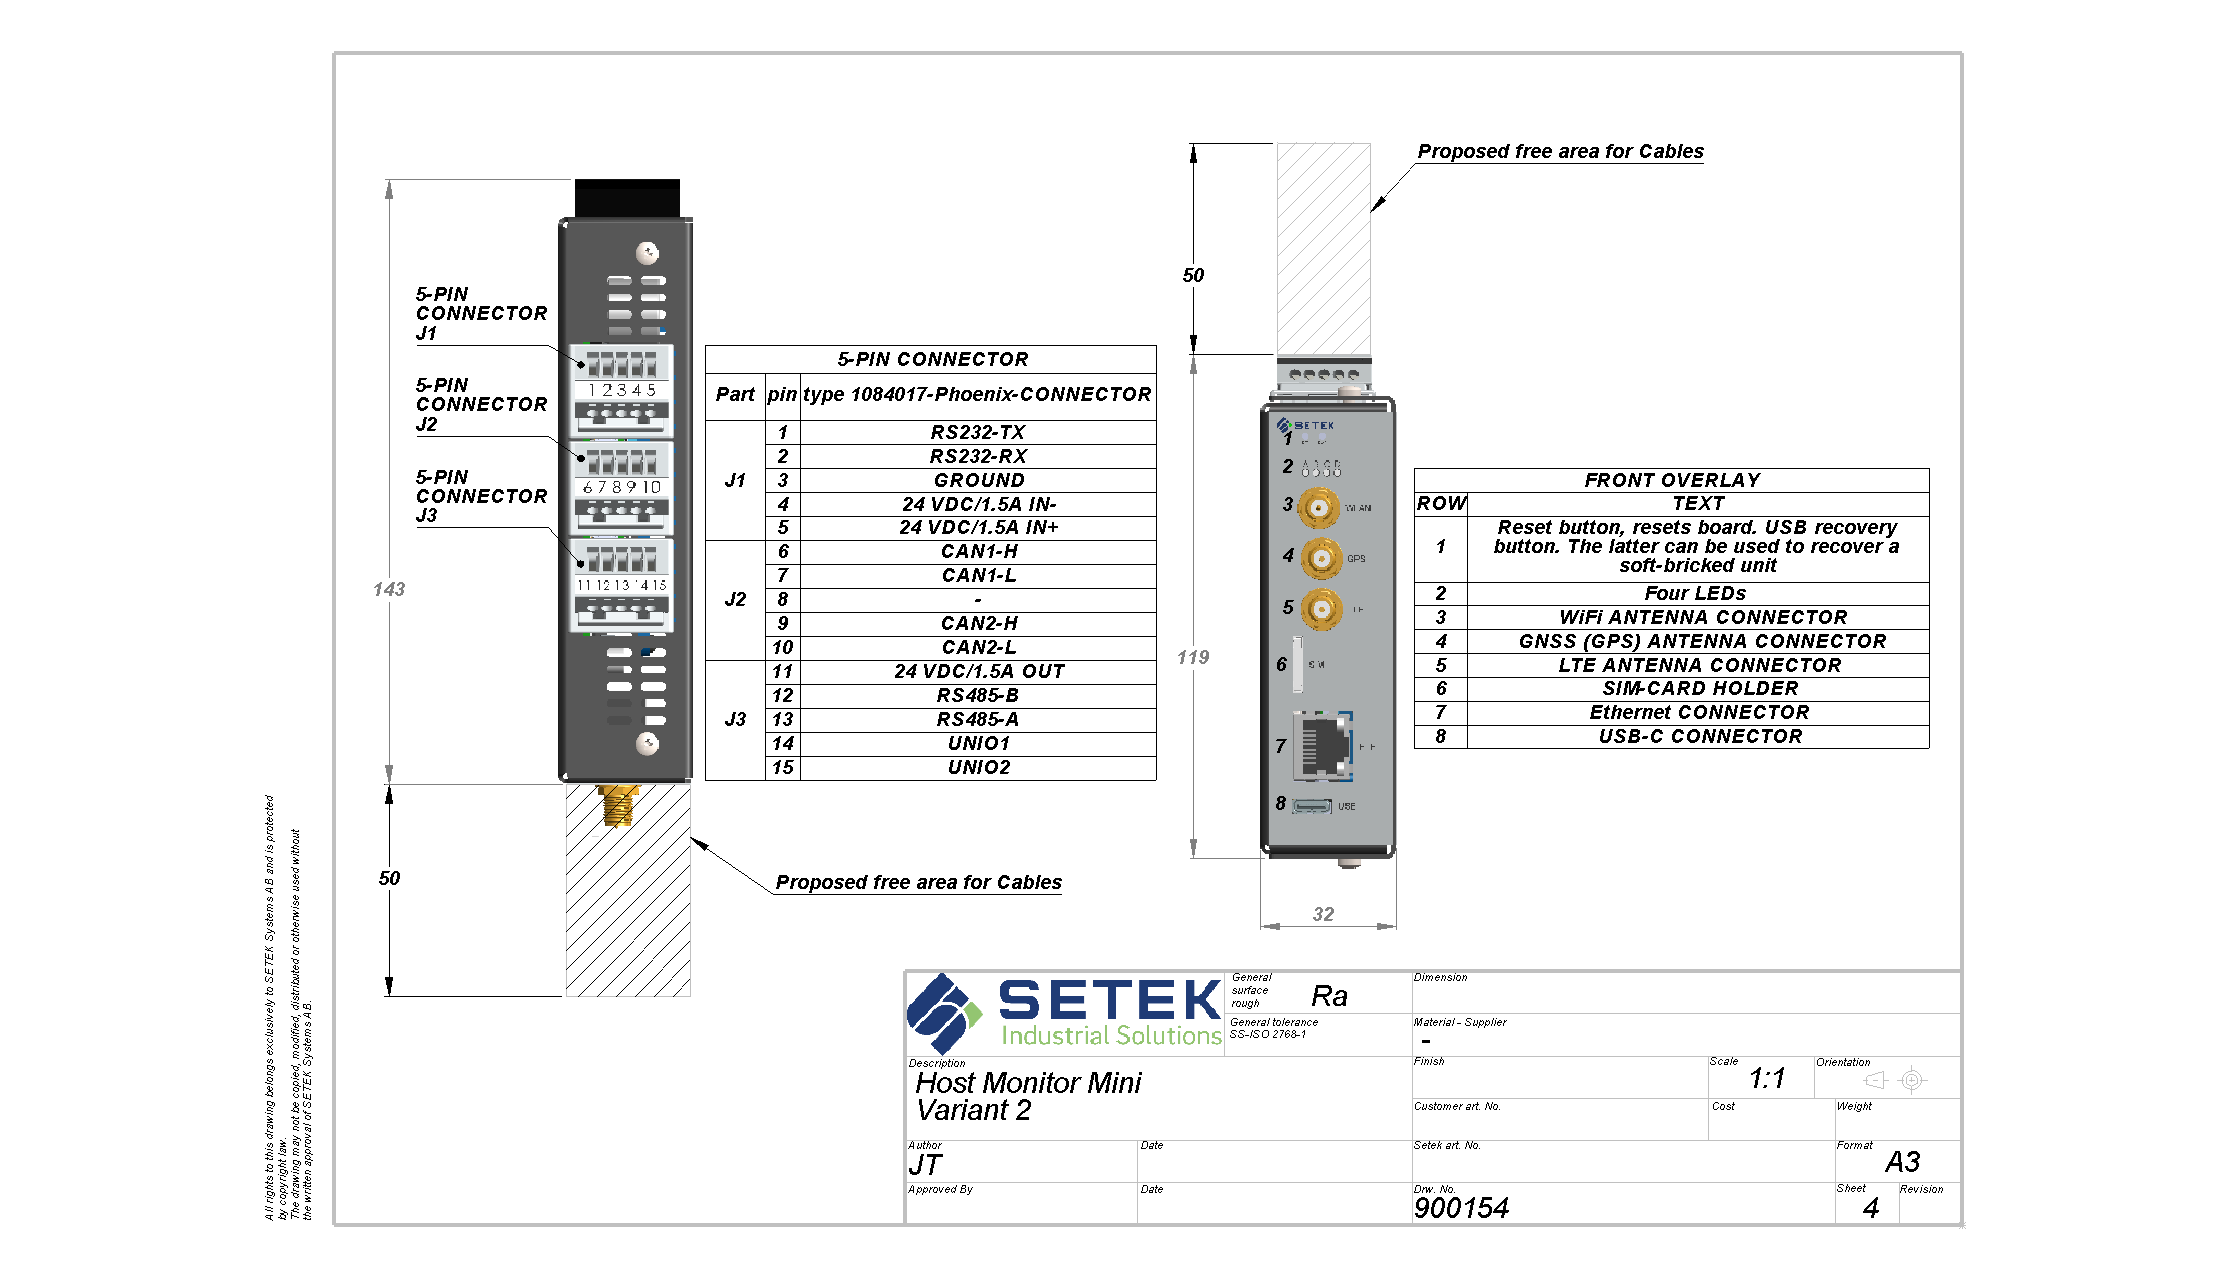 Proposed free area for Cables
50
5-PIN
CONNECTOR
J1
5-PIN
CONNECTOR
J2
5-PIN
CONNECTOR
J3
1 2 3 4 5
6 7 8 9 10
11 12 13 14 15
143
50
Proposed free area for Cables
5-PIN CONNECTOR
Part pin type 1084017-Phoenix-CONNECTOR
J1
1 RS232-TX
2 RS232-RX
3 GROUND
4 24 VDC/1.5A IN-
5 24 VDC/1.5A IN+
J2
6 CAN1-H
7 CAN1-L
8 -
9 CAN2-H
10 CAN2-L
J3
11 24 VDC/1.5A OUT
12 RS485-B
13 RS485-A
14 UNIO1
15 UNIO2
119
32
SETEK
1
2
3 WLAN
4 GPS
5
6
7
8
FRONT OVERLAY
ROW TEXT
1 Reset button, resets board. USB recovery
button. The latter can be used to recover a
soft-bricked unit
2 Four LEDs
3 WiFi ANTENNA CONNECTOR
4 GNSS (GPS) ANTENNA CONNECTOR
5 LTE ANTENNA CONNECTOR
6 SIM-CARD HOLDER
7 Ethernet CONNECTOR
8 USB-C CONNECTOR
All rights to this drawing belongs exclusively to SETEK Systems AB and is protected
by copyright law.
The drawing may not be copied, modified, distributed or otherwise used without
the written approval of SETEK Systems AB.
SETEK
Industrial Solutions
General
surface
rough
Ra
General tolerance
SS-ISO 2768-1
Dimension
Material - Supplier
-
Description
Host Monitor Mini
Variant 2
Finish
Scale
1:1
Orientation
Customer art. No.
Cost
Weight
Author
JT
Date
Setek art. No.
Format
A3
Approved By
Date
Drw. No.
900154
Sheet
4
Revision